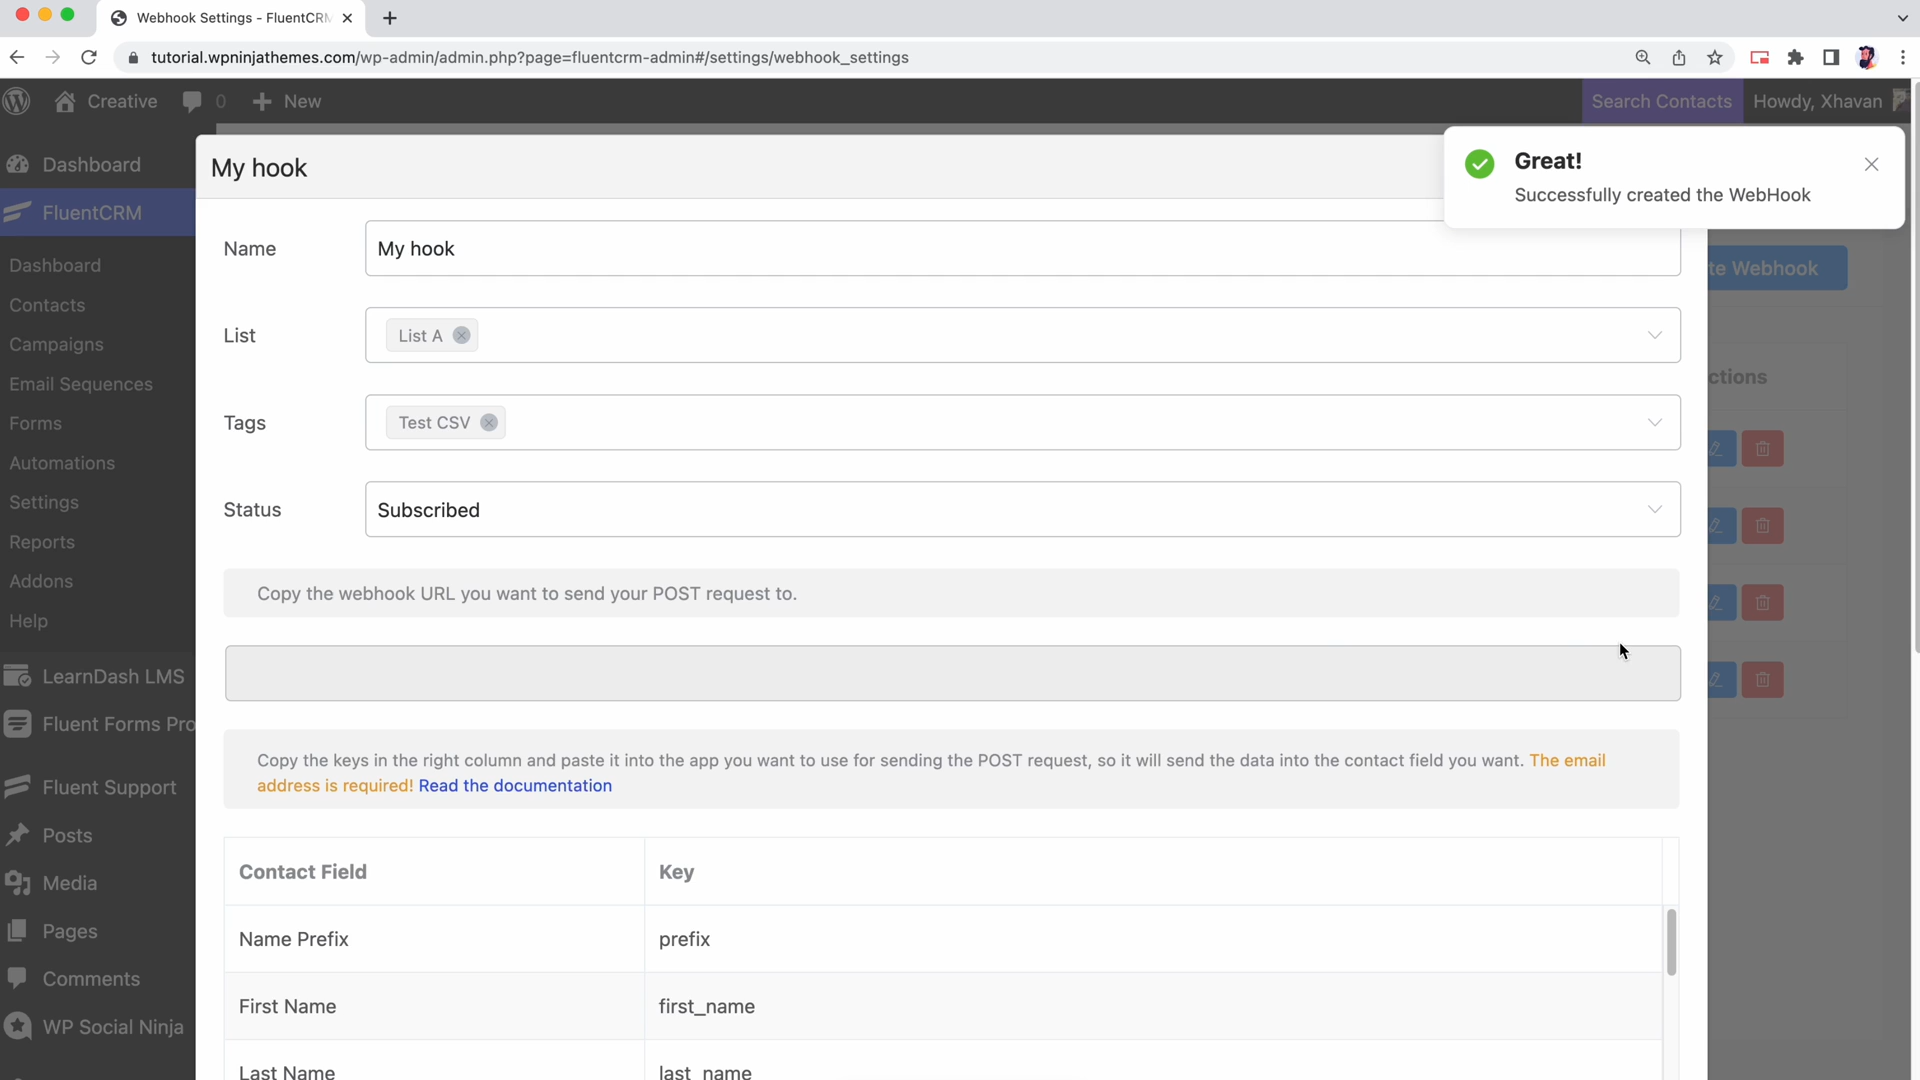 Webhook Settings - FluentCRM
tutorial.wpninjathemes.com/wp-admin/admin.php?page=fluentcrm-admin#/settings/webhook_settings
Creative
0
New
Search Contacts
Howdy, Xhavan
Dashboard
FluentCRM
Dashboard
Contacts
Campaigns
Email Sequences
Forms
Automations
Settings
Reports
Addons
Help
LearnDash LMS
Fluent Forms Pro
Fluent Support
Posts
Media
Pages
Comments
WP Social Ninja
My hook
Great!
Successfully created the WebHook
te Webhook
ctions
Name
My hook
List
List A
Tags
Test CSV
Status
Subscribed
Copy the webhook URL you want to send your POST request to.
Copy the keys in the right column and paste it into the app you want to use for sending the POST request, so it will send the data into the contact field you want. The email
address is required! Read the documentation
Contact Field
Key
Name Prefix
prefix
First Name
first_name
Last Name
last_name